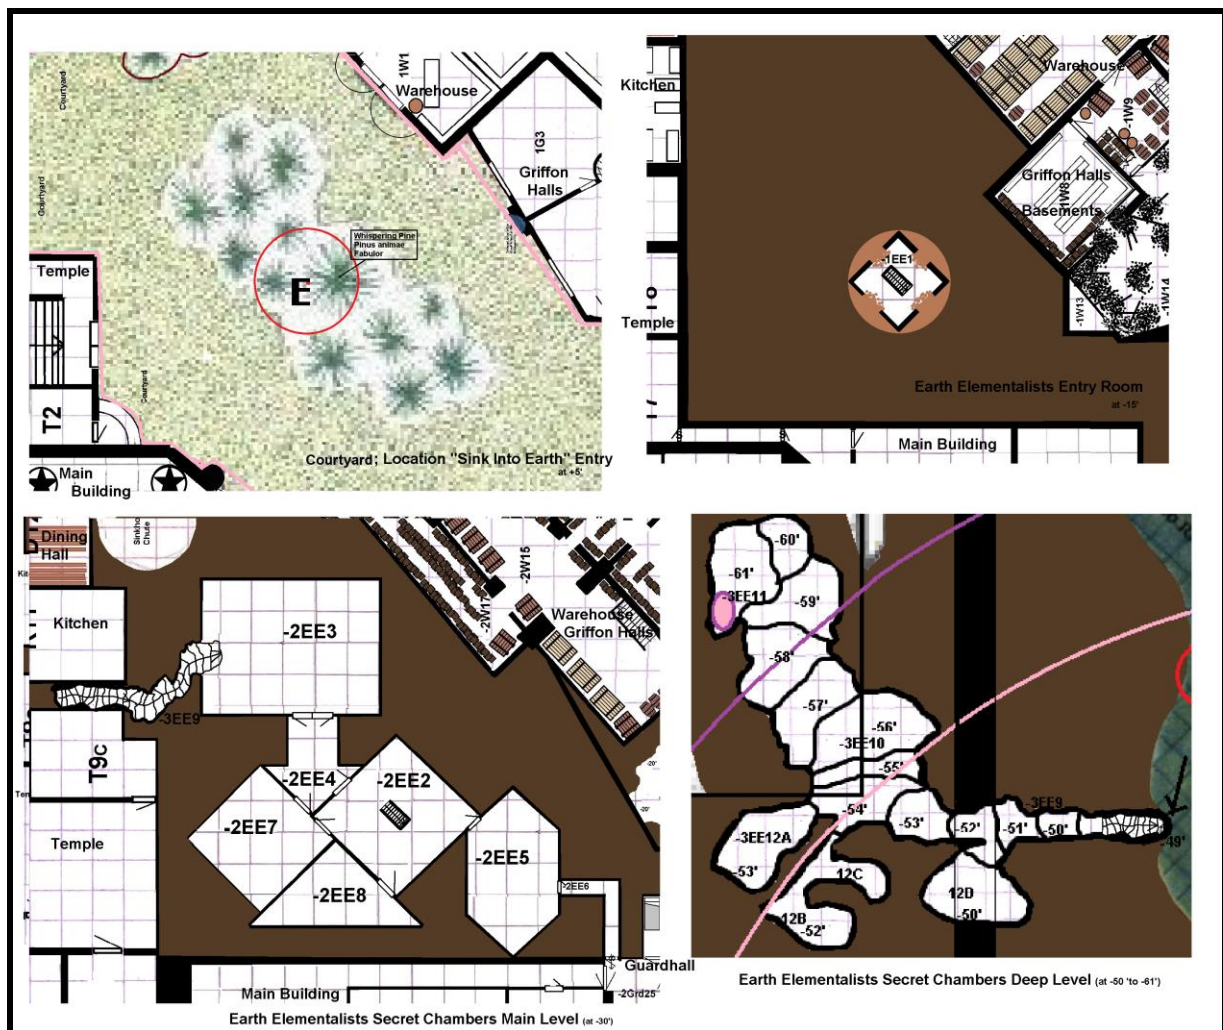 Courtyard
Courtyard
Courtyard
1W1
Warehouse
1G3
Griffon
Halls
Whispering Pine
Pinus animae
Fabulor
E
Temple
T2
Main
Building
Courtyard; Location "Sink Into Earth" Entry
at +5'
Kitchen
Warehouse
-1W9
Griffon Halls
-1W8
Basements
-1EE1
-1W13
-1W14
Temple
Earth Elementalists Entry Room
at -15'
Main Building
Dining
Hall
Sinkho
Chute
Kit
Kitchen
-2EE3
-2W15
-2W17
Warehouse
Griffon Halls
-3EE9
T9C
-2EE4
-2EE2
-20'
-20'
-2EE7
-2EE5
Temple
-2EE8
-2EE6
Guardhall
-2Grd25
Main Building
Earth Elementalists Secret Chambers Main Level (at -30')
-60'
-61'
-3EE11
-59'
-58'
-57'
-56'
-3EE10
-55'
-54'
-3EE9
-53'
-52'
-51'
-50'
-49'
-3EE12A
-53'
12C
12D
-50'
12B
-52'
Earth Elementalists Secret Chambers Deep Level (at -50 'to -61')